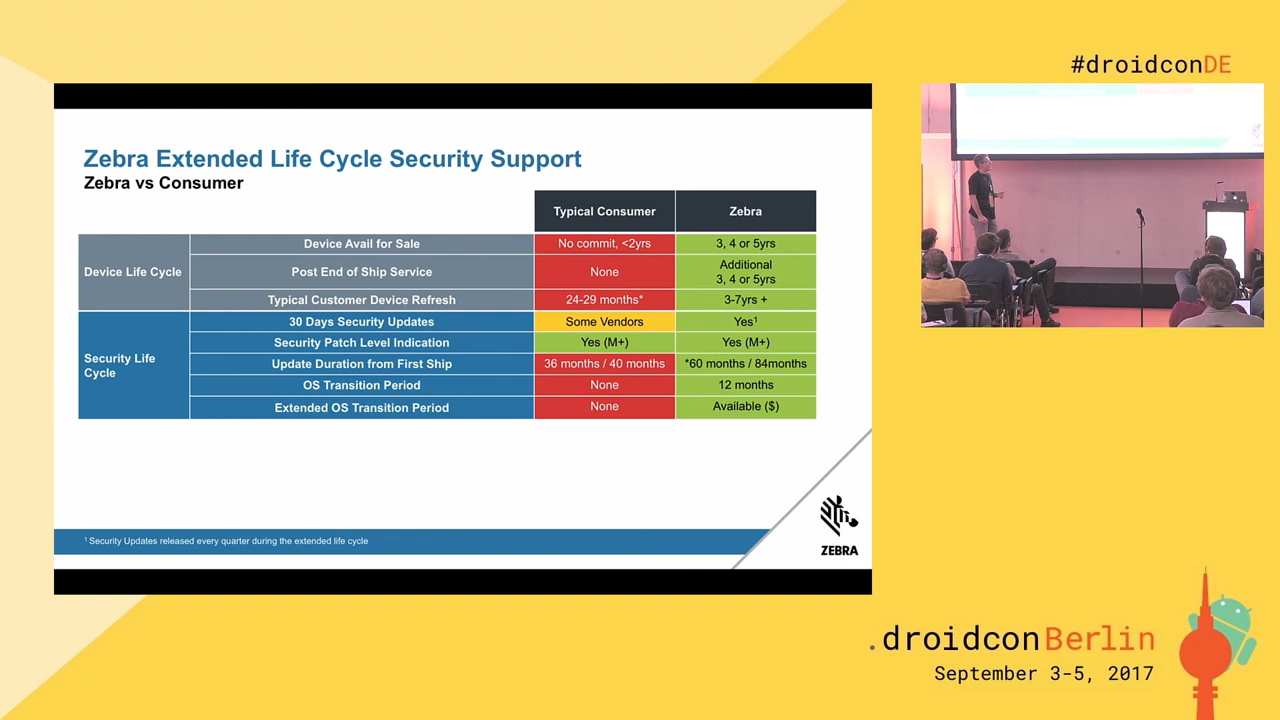 #droidconDE
Zebra Extended Life Cycle Security Support
Zebra vs Consumer
Typical Consumer Zebra
Device Life Cycle
Device Avail for Sale No commit, <2yrs 3, 4 or 5yrs
Post End of Ship Service None Additional
3, 4 or 5yrs
Typical Customer Device Refresh 24-29 months* 3-7yrs +
Security Life
Cycle
30 Days Security Updates Some Vendors Yes¹
Security Patch Level Indication Yes (M+) Yes (M+)
Update Duration from First Ship 36 months / 40 months *60 months / 84months
OS Transition Period None 12 months
Extended OS Transition Period None Available ($)
¹ Security Updates released every quarter during the extended life cycle
ZEBRA
.droidconBerlin
September 3-5, 2017